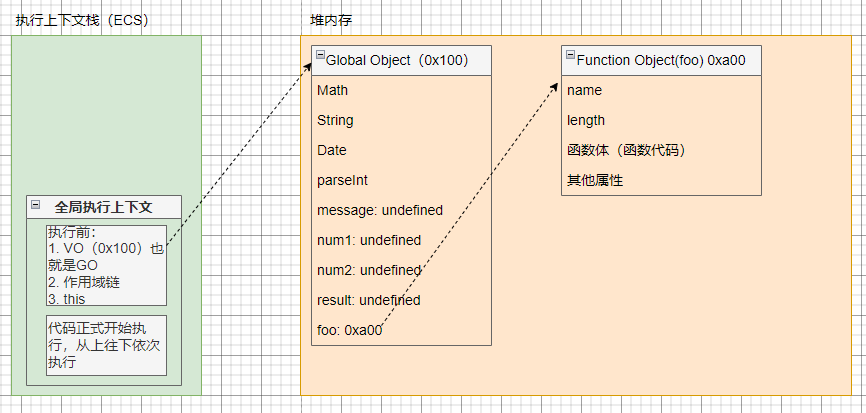 执行上下文栈（ECS）
全局执行上下文
执行前：
1. VO（0x100）也
就是GO
2. 作用域链
3. this
代码正式开始执
行，从上往下依次
执行
堆内存
Global Object（0x100）
Math
String
Date
parseInt
message: undefined
num1: undefined
num2: undefined
result: undefined
foo: 0xa00
Function Object(foo) 0xa00
name
length
函数体（函数代码）
其他属性